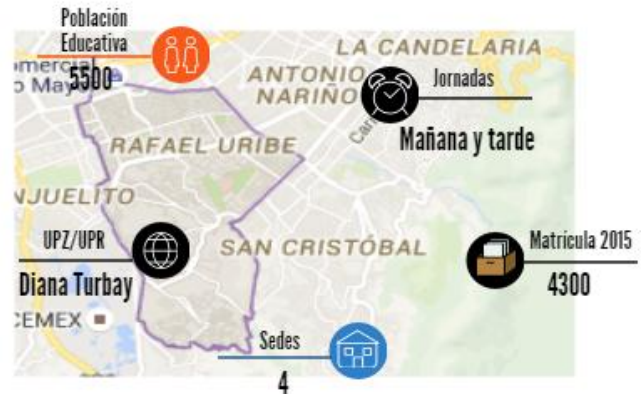 Población
Educativa
5500
LA CANDELARIA
ANTONIO
NARIÑO
Jornadas
Mañana y tarde
RAFAEL URIBE
NJUELITO
UPZ/UPR
Diana Turbay
SAN CRISTÓBAL
Matrícula 2015
4300
CEMEX
Sedes
4